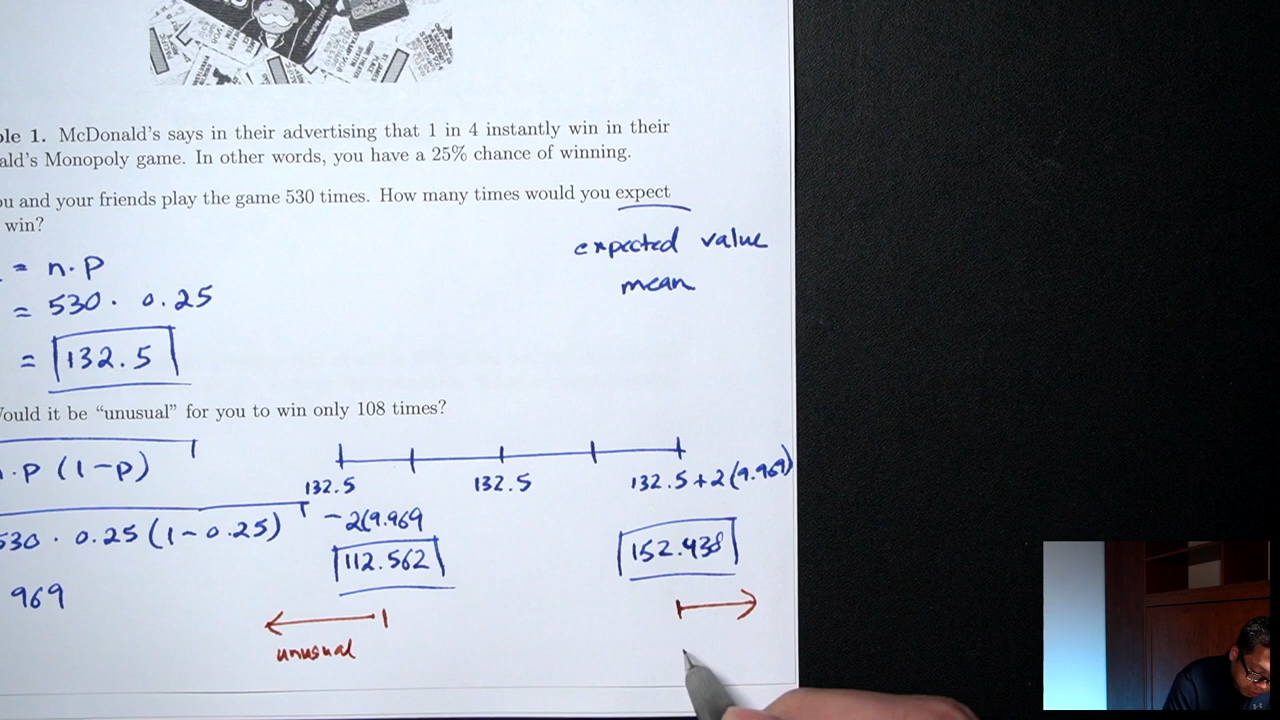 ple 1. McDonald's says in their advertising that 1 in 4 instantly win in their
ald's Monopoly game. In other words, you have a 25% chance of winning.
ou and your friends play the game 530 times. How many times would you expect
win?
expected value
mean
= n.p
= 530 . 0.25
= 132.5
Would it be "unusual" for you to win only 108 times?
n.p (1-p)
530 . 0.25 (1-0.25)
969
132.5
- 2(9.969
112.562
132.5
132.5+2(9.969)
152.438
unusual